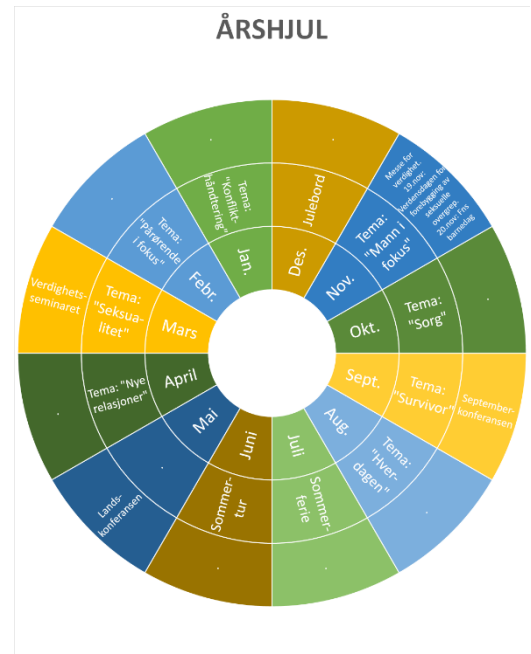 ÅRSHJUL
Jan.
Tema:
"Konflikt-
håndtering"
.
Febr.
Tema:
"pårørende
i fokus"
.
Mars
Tema:
"Seksua-
litet"
Verdighets-
seminaret
April
Tema: "Nye
relasjoner"
.
Mai
.
Lands-
konferansen
Juni
Sommer-
tur
.
Juli
Sommer-
ferie
.
Aug.
Tema:
"Hver-
dagen"
.
Sept.
Tema:
"Survivor"
September-
konferansen
Okt.
Tema:
"Sorg"
.
Nov.
Tema:
"Mann i
fokus"
Messe for
verdighet.
19.nov:
Verdensdagen for
forebygging av
seksuelle
overgrep.
20.nov: FNs
barnedag
Des.
Julebord
.